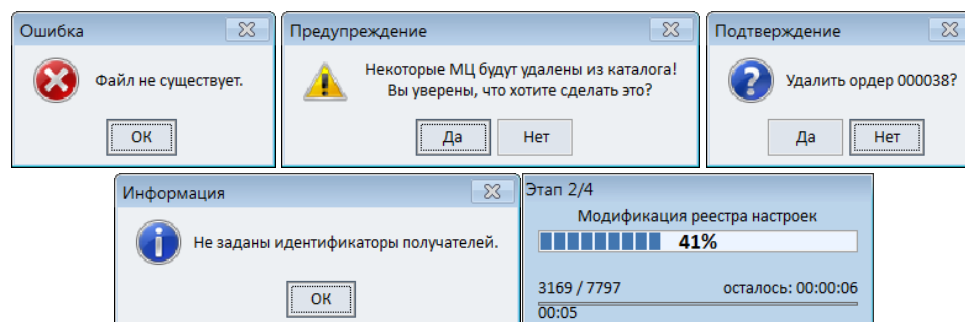 Ошибка
Файл не существует.
ОК
Предупреждение
Некоторые МЦ будут удалены из каталога!
Вы уверены, что хотите сделать это?
Да
Нет
Подтверждение
Удалить ордер 000038?
Да
Нет
Информация
Не заданы идентификаторы получателей.
ОК
Этап 2/4
Модификация реестра настроек
41%
3169 / 7797
осталось: 00:00:06
00:05